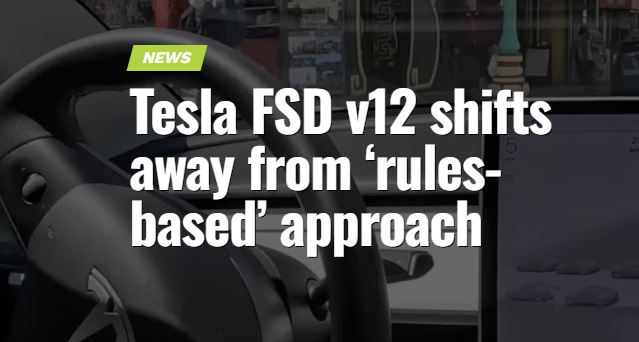 NEWS
Tesla FSD v12 shifts
away from ‘rules-
based’ approach